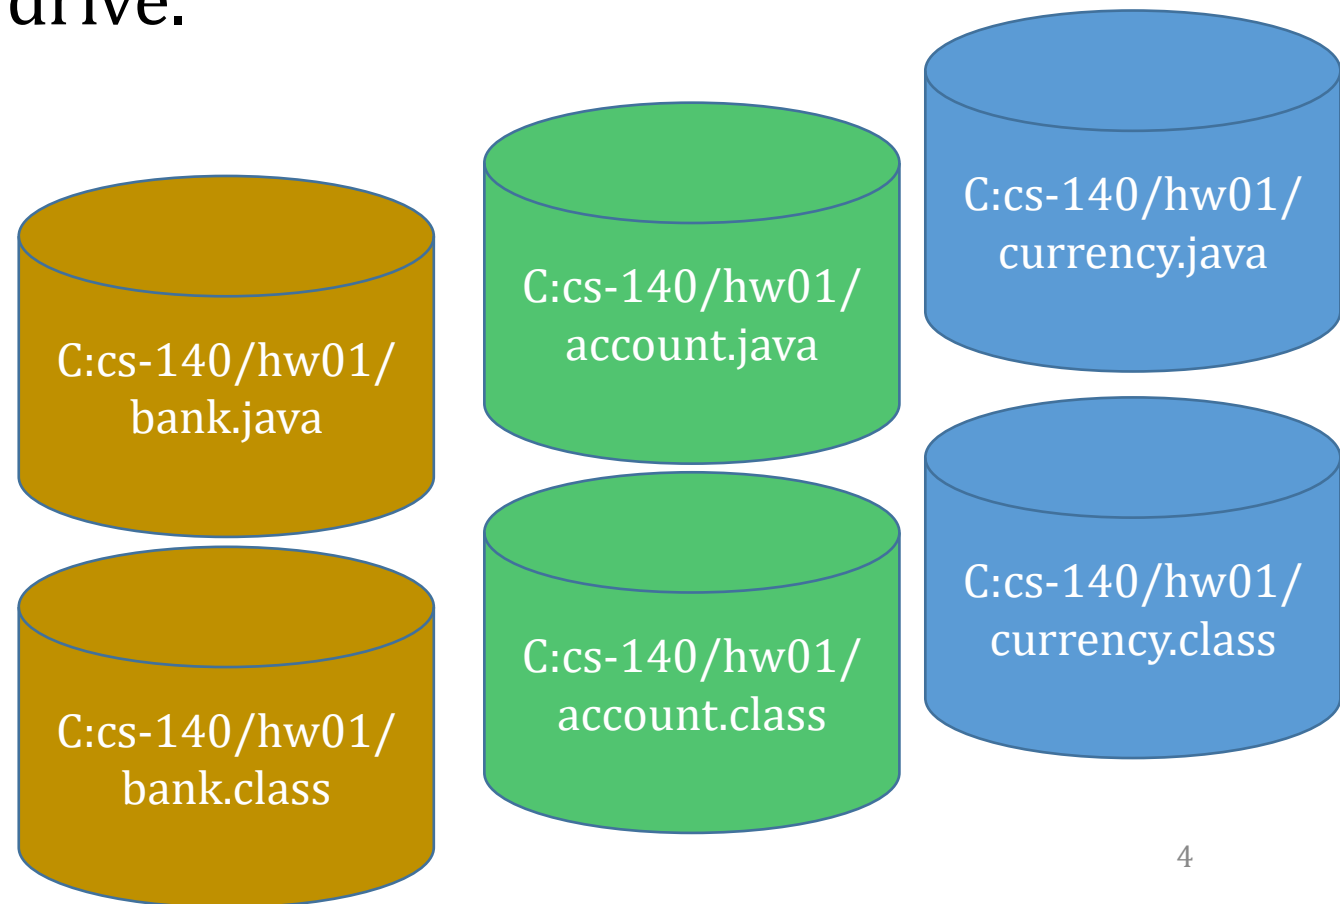 drive.
C:cs-140/hw01/
bank.java
C:cs-140/hw01/
bank.class
C:cs-140/hw01/
account.java
C:cs-140/hw01/
account.class
C:cs-140/hw01/
currency.java
C:cs-140/hw01/
currency.class
4